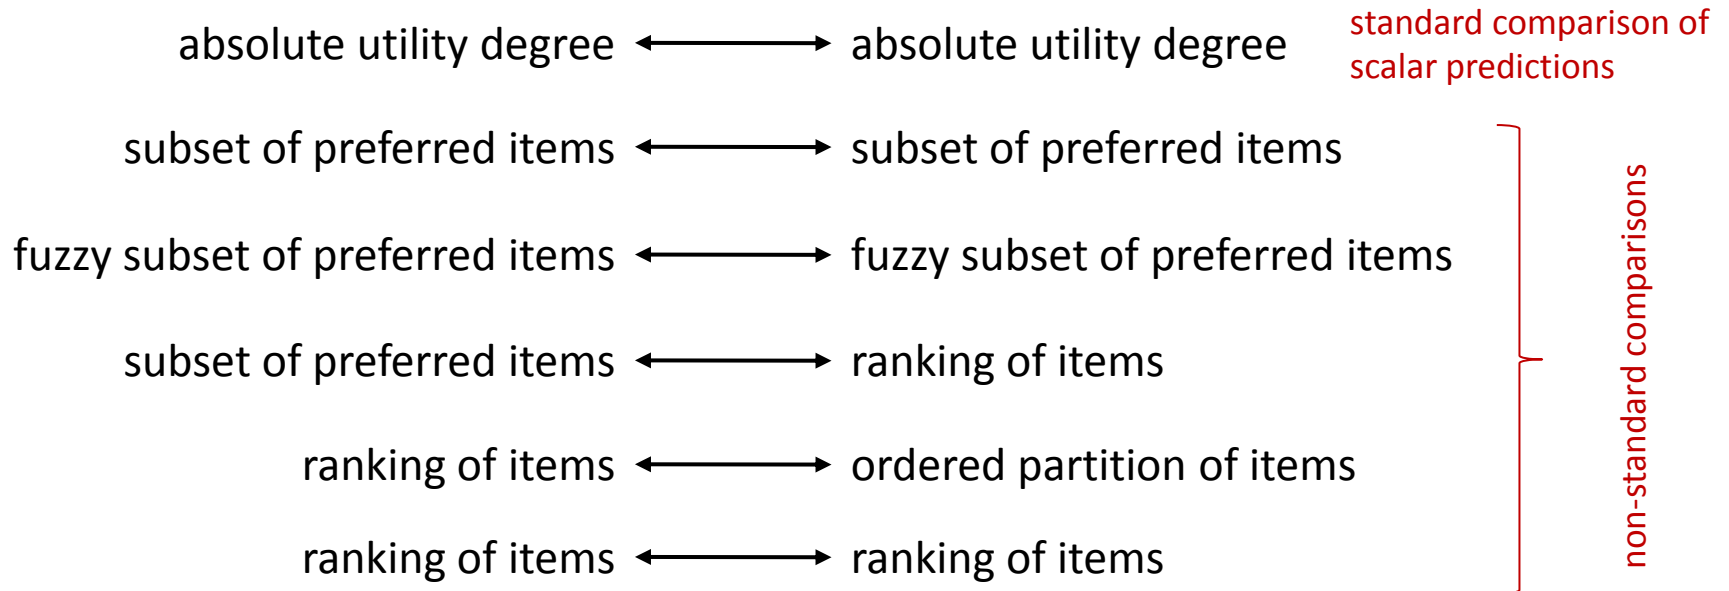 absolute utility degree absolute utility degree
standard comparison of
scalar predictions
subset of preferred items subset of preferred items
fuzzy subset of preferred items fuzzy subset of preferred items
subset of preferred items ranking of items
ranking of items ordered partition of items
ranking of items ranking of items
non-standard comparisons